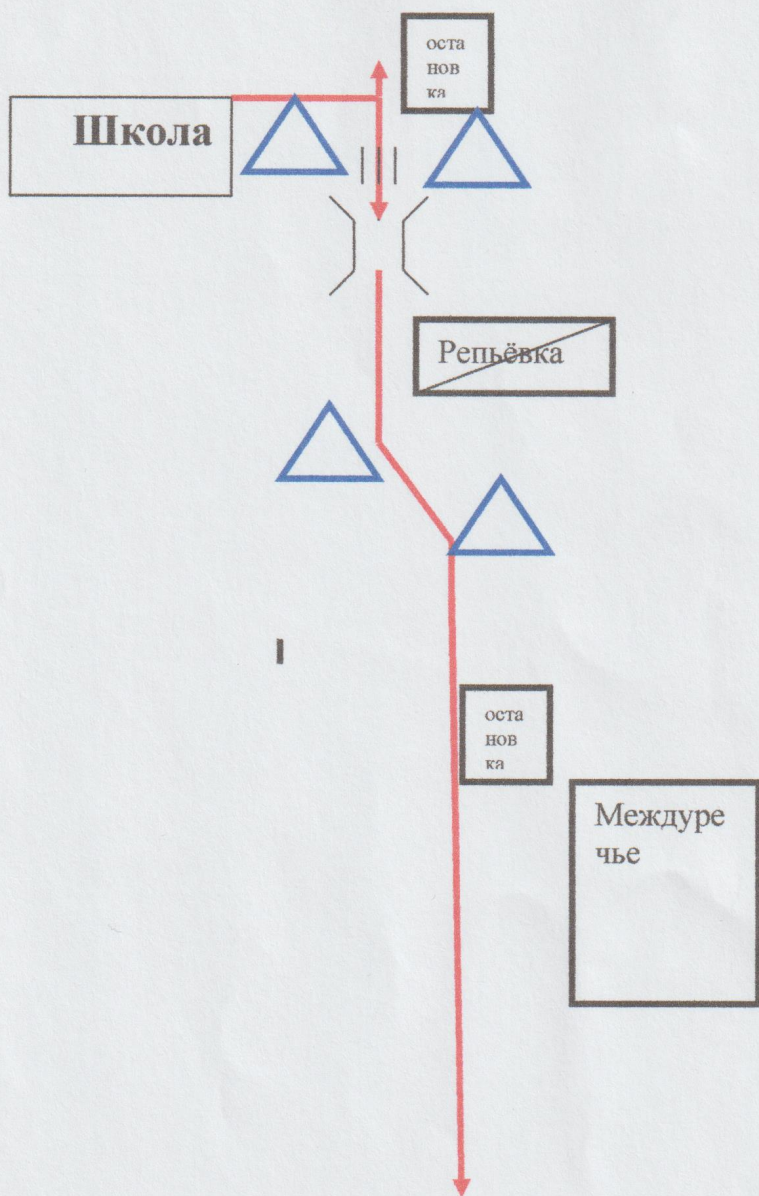 оста
нов
ка
Школа
Репьёвка
оста
нов
ка
Междуре
чье